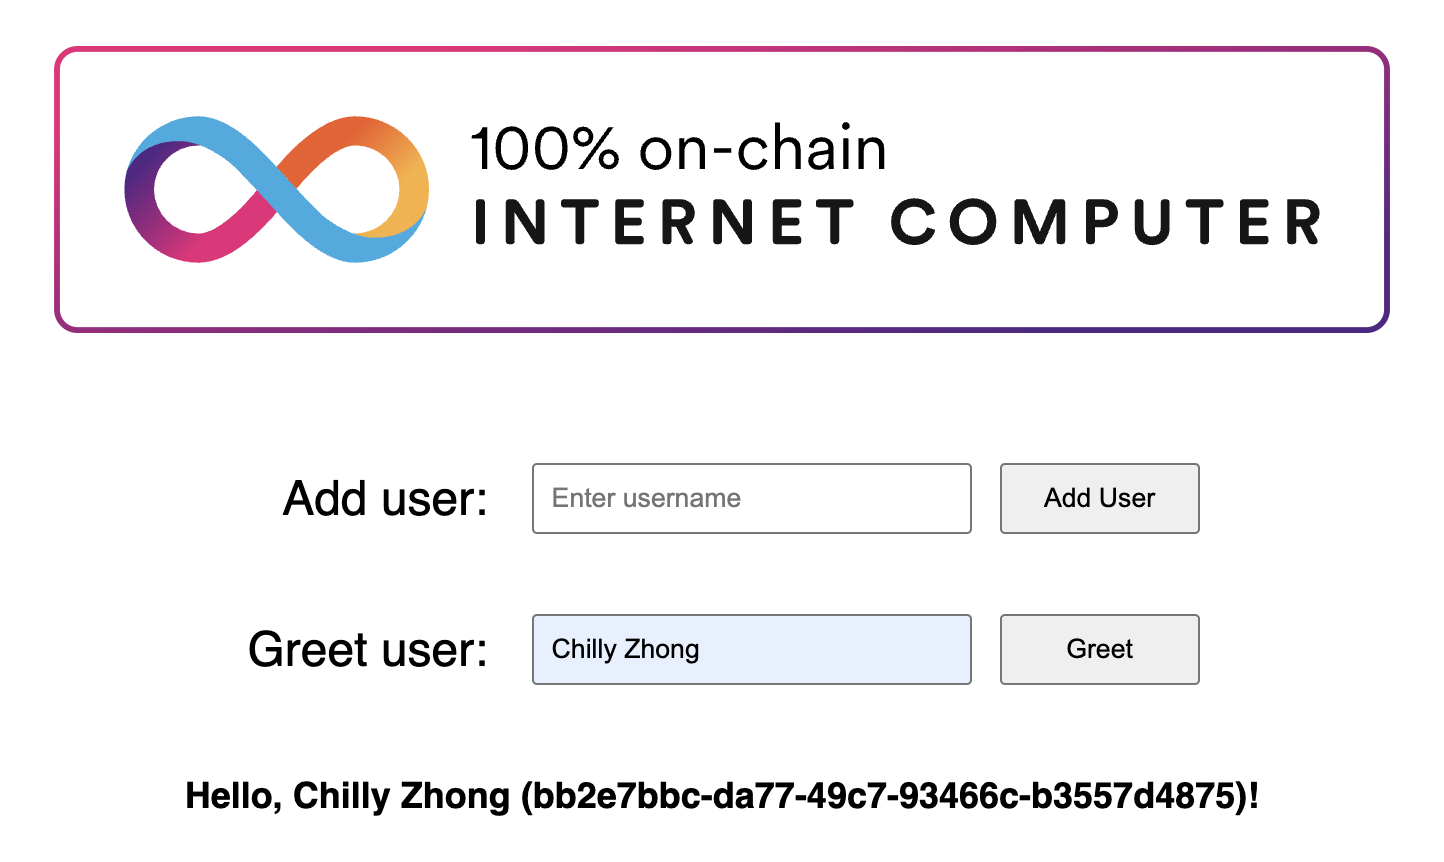 100% on-chain
INTERNET COMPUTER
Add user: Enter username Add User
Greet user: Chilly Zhong Greet
Hello, Chilly Zhong (bb2e7bbc-da77-49c7-93466c-b3557d4875)!